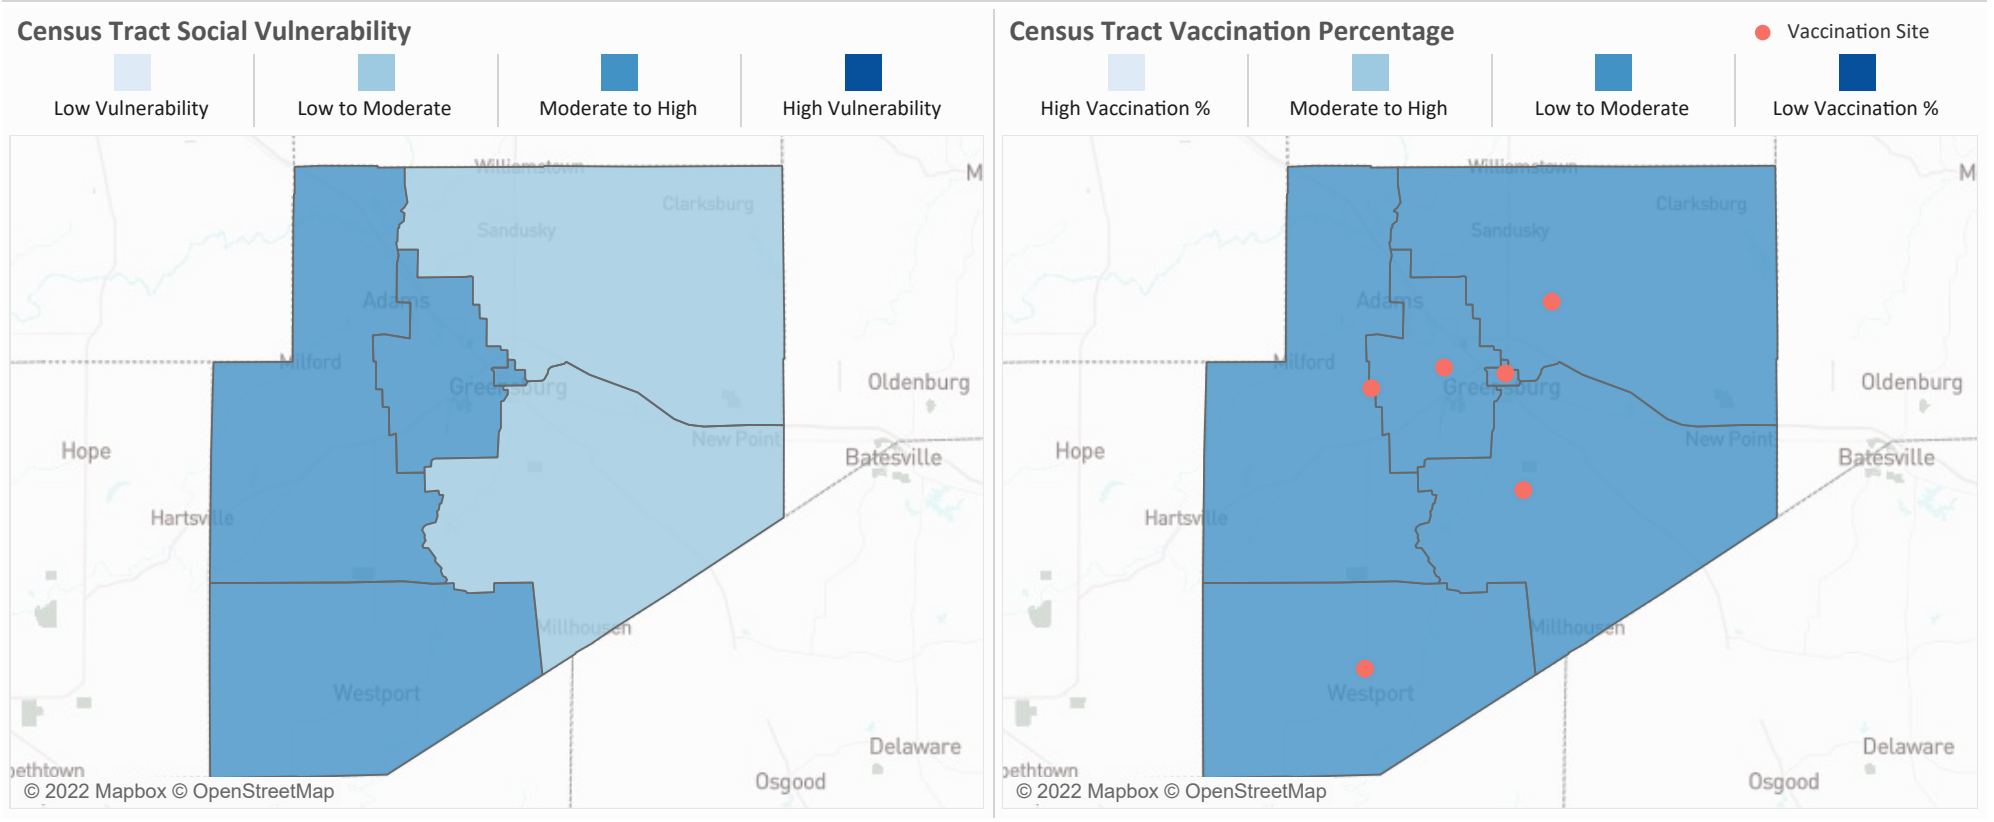 Census Tract Social Vulnerability
Low Vulnerability
Low to Moderate
Moderate to High
High Vulnerability
Williamstown
M
Clarksburg
Sandusky
Adams
Milford
Greensburg
Oldenburg
New Point
Hope
Batesville
Hartsville
Millhousen
Westport
Delaware
pethtown
Osgood
© 2022 Mapbox © OpenStreetMap
Census Tract Vaccination Percentage
Vaccination Site
High Vaccination %
Moderate to High
Low to Moderate
Low Vaccination %
Williamstown
M
Clarksburg
Sandusky
Adams
Milford
Greensburg
Oldenburg
New Point
Hope
Batesville
Hartsville
Millhousen
Westport
Delaware
pethtown
Osgood
© 2022 Mapbox © OpenStreetMap